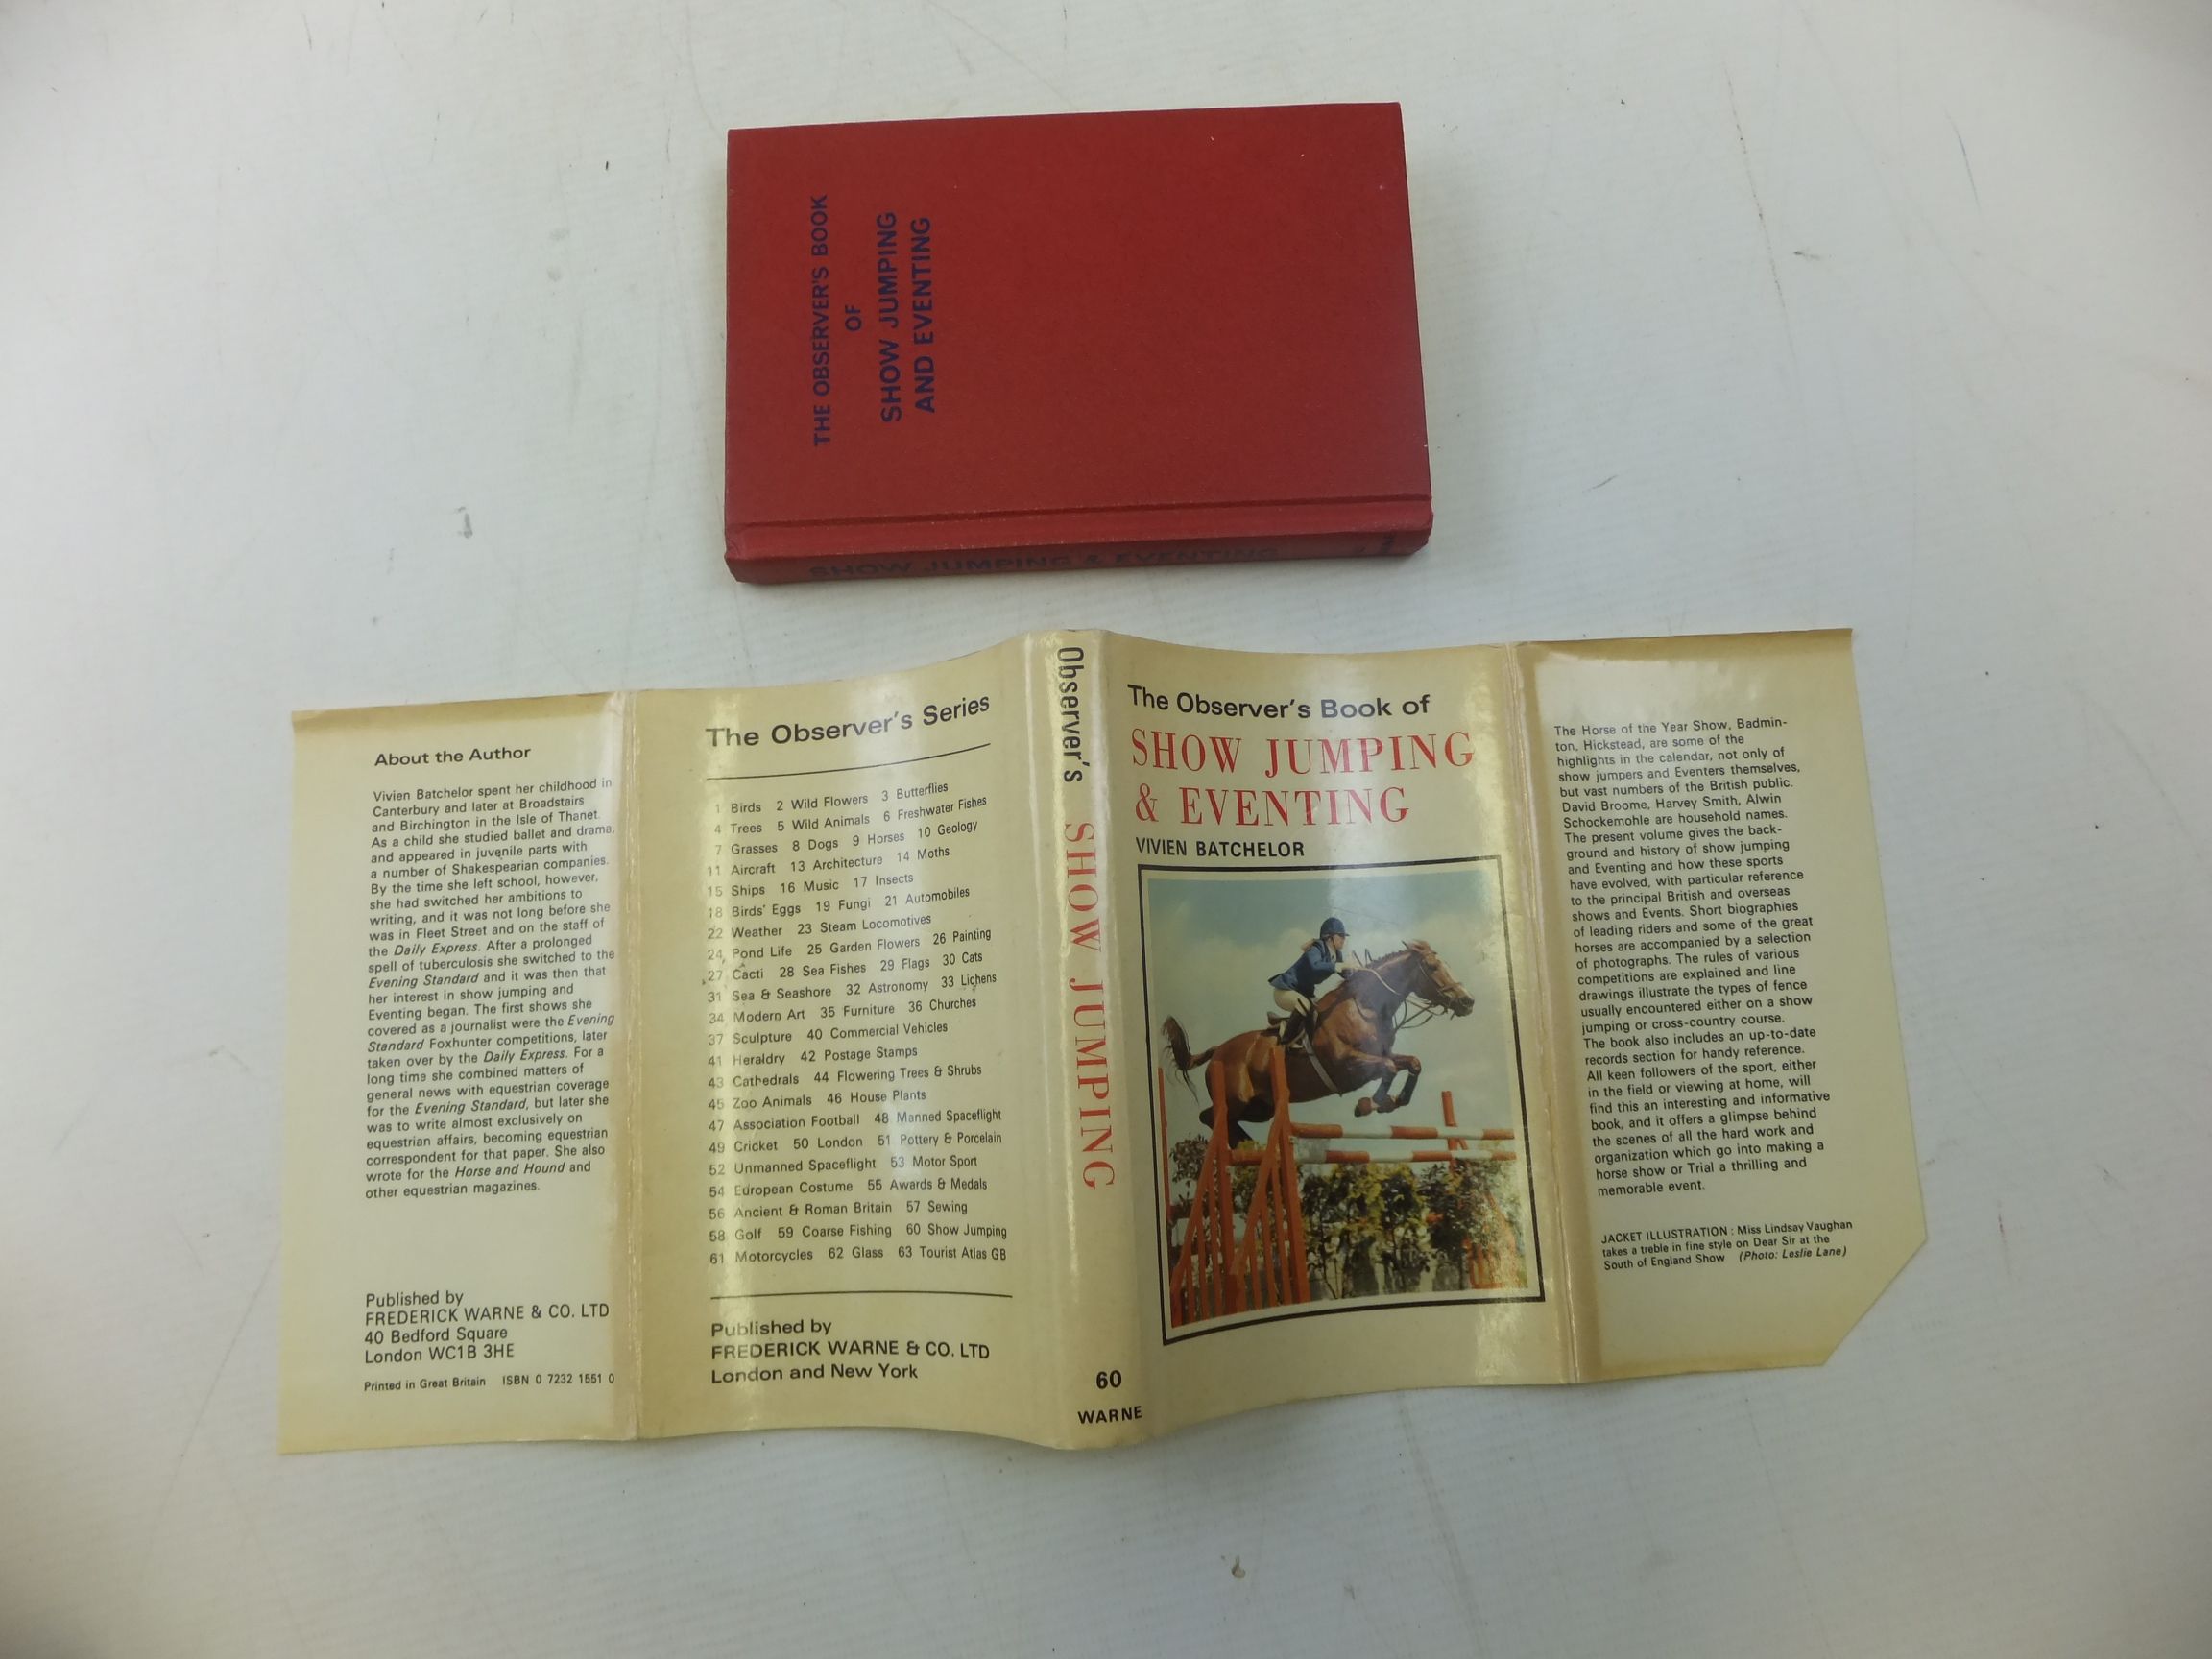 THE OBSERVER'S BOOK
OF
SHOW JUMPING
AND EVENTING
SHOW JUMPING & EVENTING
About the Author
Vivien Batchelor spent her childhood in
Canterbury and later at Broadstairs
and Birchington in the Isle of Thanet.
As a child she studied ballet and drama,
and appeared in juvenile parts with
a number of Shakespearian companies.
By the time she left school, however,
she had switched her ambitions to
writing, and it was not long before she
was in Fleet Street and on the staff of
the Daily Express. After a prolonged
spell of tuberculosis she switched to the
Evening Standard and it was then that
her interest in show jumping and
Eventing began. The first shows she
covered as a journalist were the Evening
Standard Foxhunter competitions, later
taken over by the Daily Express. For a
long time she combined matters of
general news with equestrian coverage
for the Evening Standard, but later she
was to write almost exclusively on
equestrian affairs, becoming equestrian
correspondent for that paper. She also
wrote for the Horse and Hound and
other equestrian magazines.
Published by
FREDERICK WARNE & CO. LTD
40 Bedford Square
London WC1B 3HE
Printed in Great Britain ISBN 0 7232 1551 0
The Observer's Series
1 Birds 2 Wild Flowers 3 Butterflies
4 Trees 5 Wild Animals 6 Freshwater Fishes
7 Grasses 8 Dogs 9 Horses 10 Geology
11 Aircraft 13 Architecture 14 Moths
15 Ships 16 Music 17 Insects
18 Birds' Eggs 19 Fungi 21 Automobiles
22 Weather 23 Steam Locomotives
24 Pond Life 25 Garden Flowers 26 Painting
27 Cacti 28 Sea Fishes 29 Flags 30 Cats
31 Sea & Seashore 32 Astronomy 33 Lichens
34 Modern Art 35 Furniture 36 Churches
37 Sculpture 40 Commercial Vehicles
41 Heraldry 42 Postage Stamps
43 Cathedrals 44 Flowering Trees & Shrubs
45 Zoo Animals 46 House Plants
47 Association Football 48 Manned Spaceflight
49 Cricket 50 London 51 Pottery & Porcelain
52 Unmanned Spaceflight 53 Motor Sport
54 European Costume 55 Awards & Medals
56 Ancient & Roman Britain 57 Sewing
58 Golf 59 Coarse Fishing 60 Show Jumping
61 Motorcycles 62 Glass 63 Tourist Atlas GB
Published by
FREDERICK WARNE & CO. LTD
London and New York
Observer's SHOW JUMPING
60
WARNE
The Observer's Book of
SHOW JUMPING
& EVENTING
VIVIEN BATCHELOR
The Horse of the Year Show, Badmin-
ton, Hickstead, are some of the
highlights in the calendar, not only of
show jumpers and Eventers themselves,
but vast numbers of the British public.
David Broome, Harvey Smith, Alwin
Schockemohle are household names.
The present volume gives the back-
ground and history of show jumping
and Eventing and how these sports
have evolved, with particular reference
to the principal British and overseas
shows and Events. Short biographies
of leading riders and some of the great
horses are accompanied by a selection
of photographs. The rules of various
competitions are explained and line
drawings illustrate the types of fence
usually encountered either on a show
jumping or cross-country course.
The book also includes an up-to-date
records section for handy reference.
All keen followers of the sport, either
in the field or viewing at home, will
find this an interesting and informative
book, and it offers a glimpse behind
the scenes of all the hard work and
organization which go into making a
horse show or Trial a thrilling and
memorable event.
JACKET ILLUSTRATION : Miss Lindsay Vaughan
takes a treble in fine style on Dear Sir at the
South of England Show (Photo: Leslie Lane)